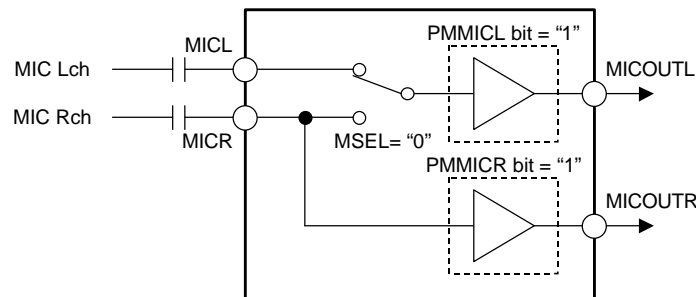 PMMICL bit = “1”
MICL
MICOUTL
MIC Lch
MIC Rch
MICR
MSEL= “0”
PMMICR bit = “1”
MICOUTR